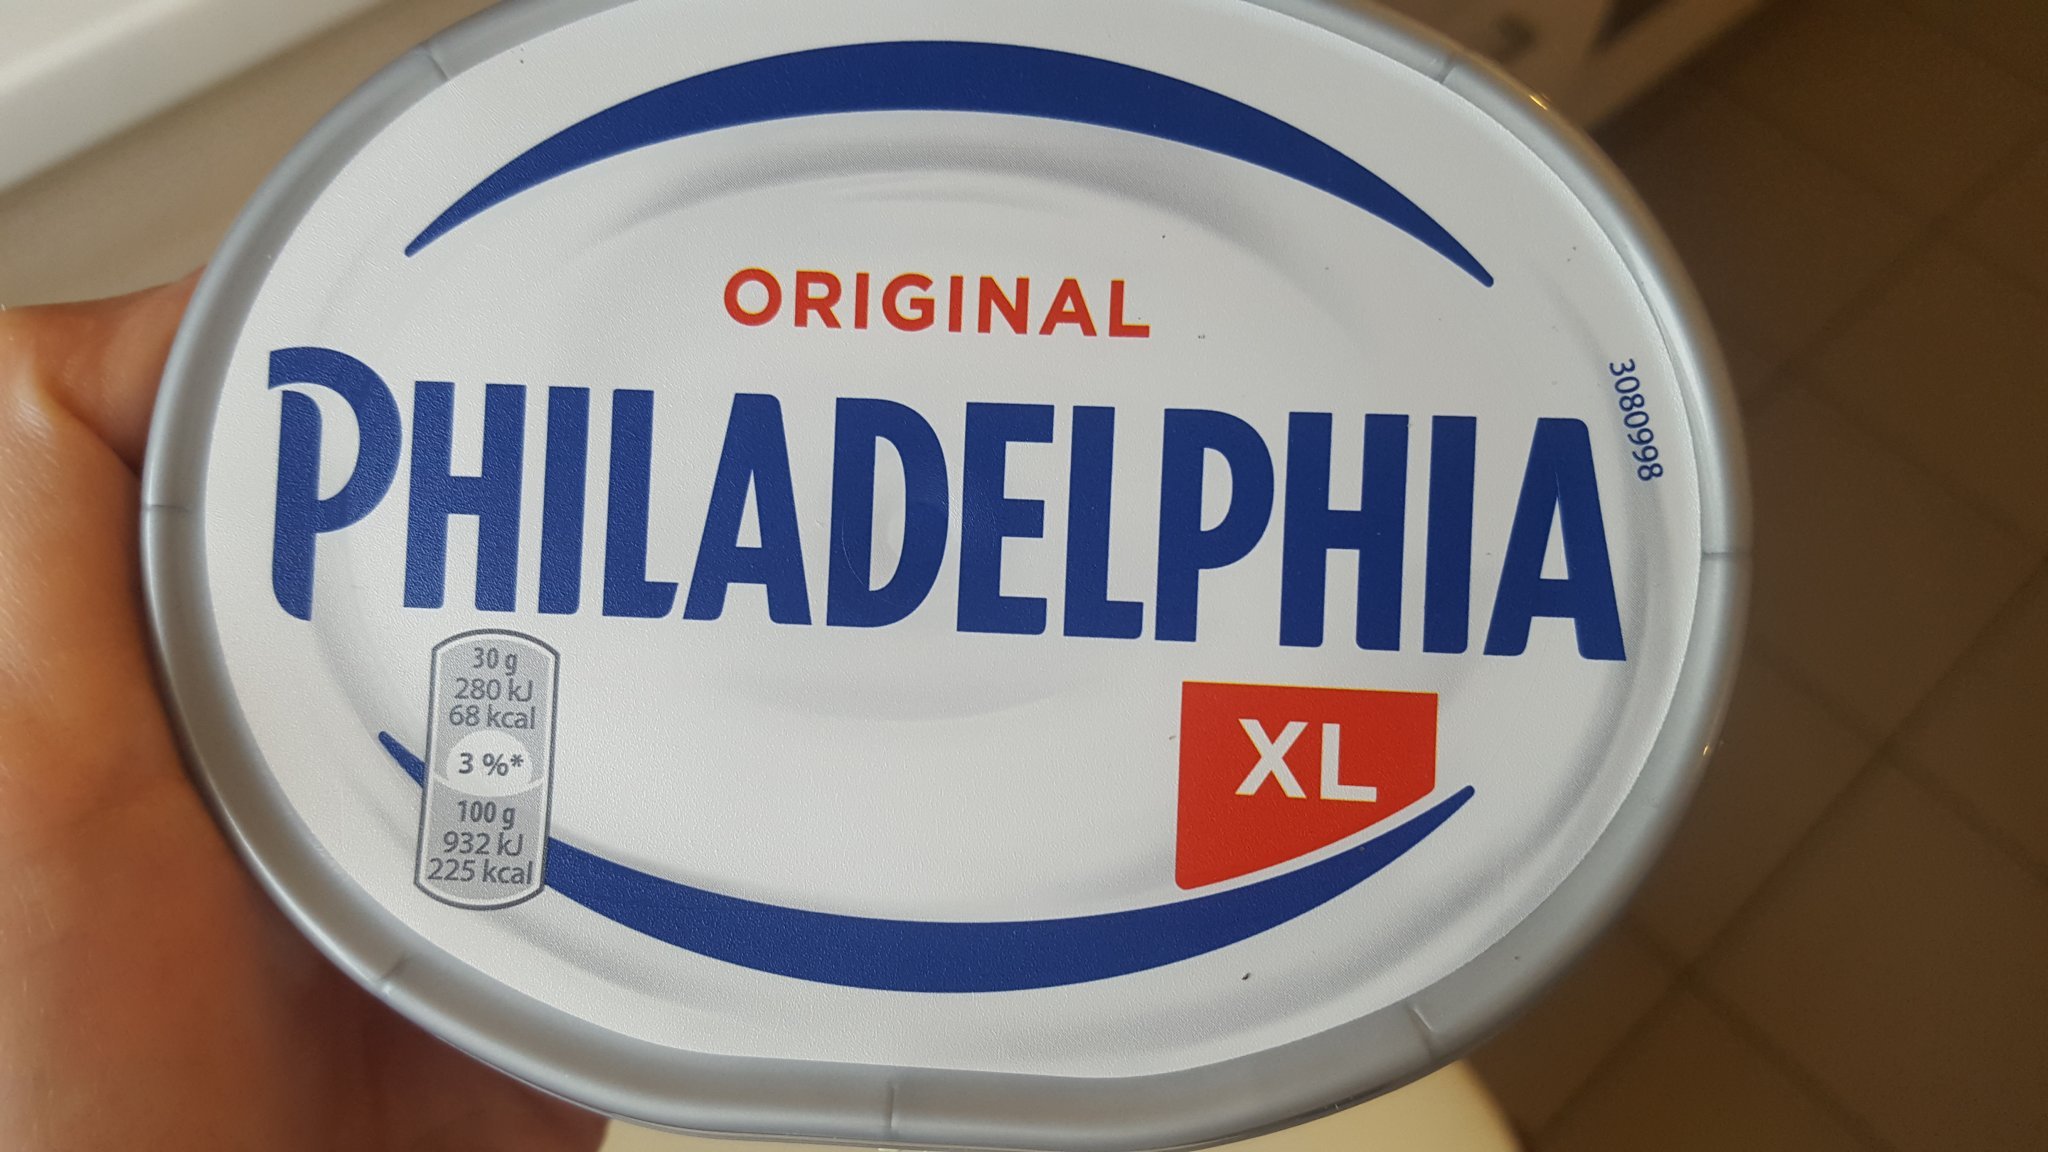 ORIGINAL
PHILADELPHIA
3080998
30 g
280 kJ
68 kcal
3 %*
100 g
932 kJ
225 kcal
XL